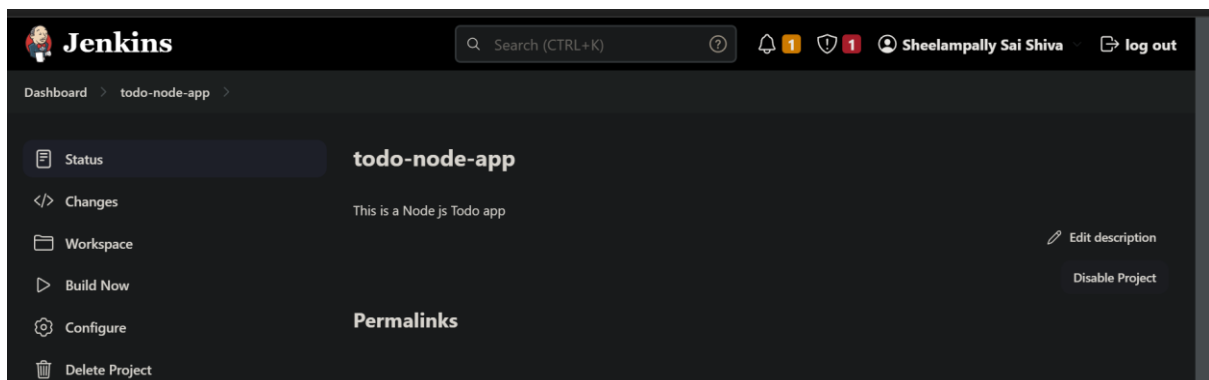 Jenkins
Search (CTRL+K)
?
1
1
Sheelampally Sai Shiva
log out
Dashboard > todo-node-app >
Status
todo-node-app
Changes
This is a Node js Todo app
Workspace
Edit description
Build Now
Disable Project
Configure
Permalinks
Delete Project